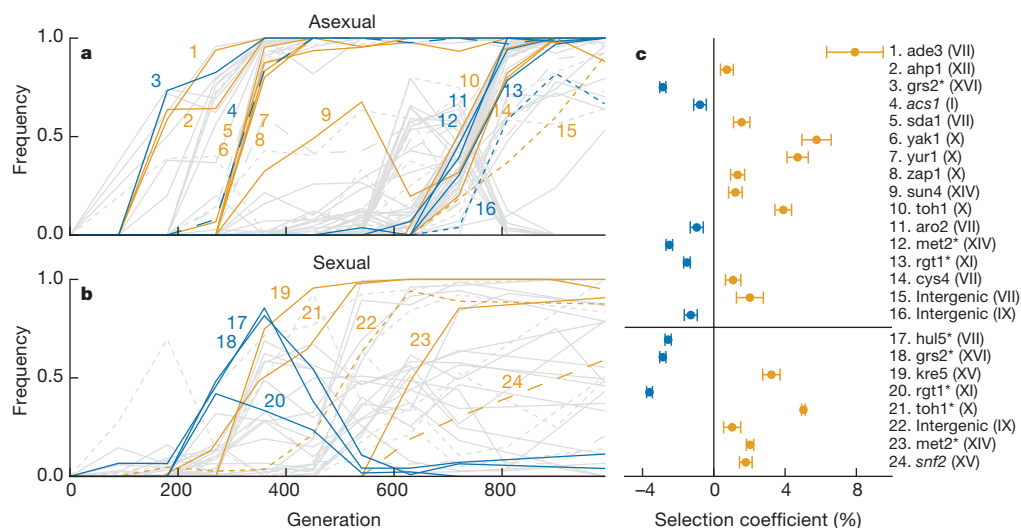 Asexual
a
1.0
0.5
0.0
Frequency
1
2
3
4
5
6
7
8
9
10
11
12
13
14
15
16
Sexual
b
1.0
0.5
0
Frequency
17
18
19
20
21
22
23
24
0
200
400
600
800
Generation
c
1. ade3 (VII)
2. ahp1 (XII)
3. grs2* (XVI)
4. acs1 (I)
5. sda1 (VII)
6. yak1 (X)
7. yur1 (X)
8. zap1 (X)
9. sun4 (XIV)
10. toh1 (X)
11. aro2 (VII)
12. met2* (XIV)
13. rgt1* (XI)
14. cys4 (VII)
15. Intergenic (VII)
16. Intergenic (IX)
17. hul5* (VII)
18. grs2* (XVI)
19. kre5 (XV)
20. rgt1* (XI)
21. toh1* (X)
22. Intergenic (IX)
23. met2* (XIV)
24. snf2 (XV)
−4
0
4
8
Selection coefficient (%)